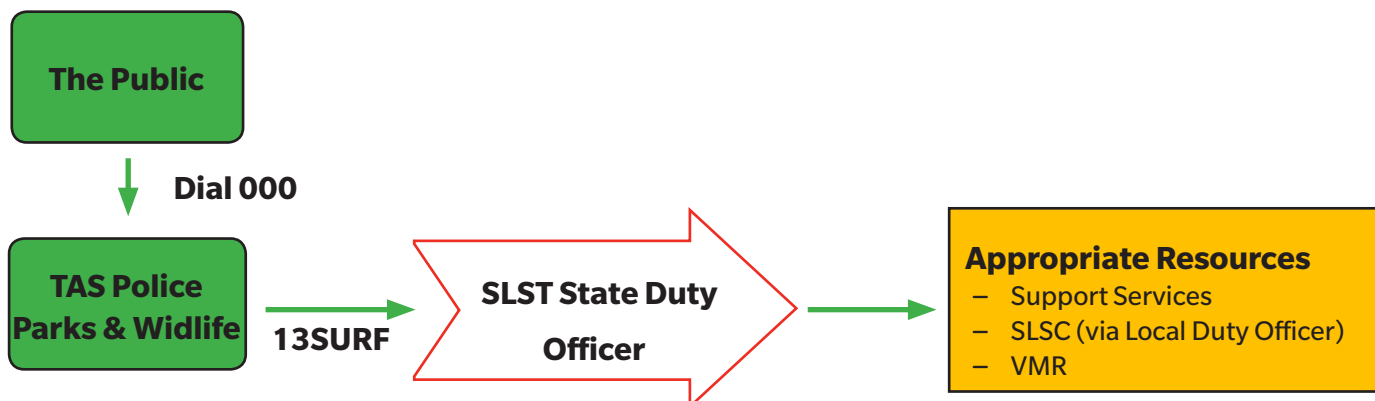 The Public
Dial 000
TAS Police
Parks & Widlife
13SURF
SLST State Duty
Officer
Appropriate Resources
– Support Services
– SLSC (via Local Duty Officer)
– VMR